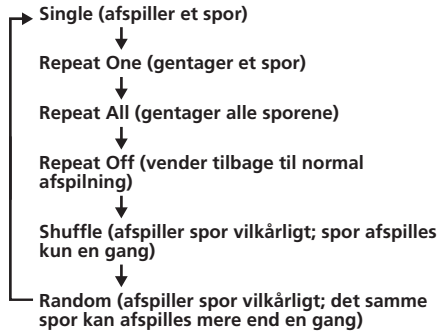 Single (afspiller et spor)
Repeat One (gentager et spor)
Repeat All (gentager alle sporene)
Repeat Off (vender tilbage til normal
afspilning)
Shuffle (afspiller spor vilkårligt; spor afspilles
kun en gang)
Random (afspiller spor vilkårligt; det samme
spor kan afspilles mere end en gang)